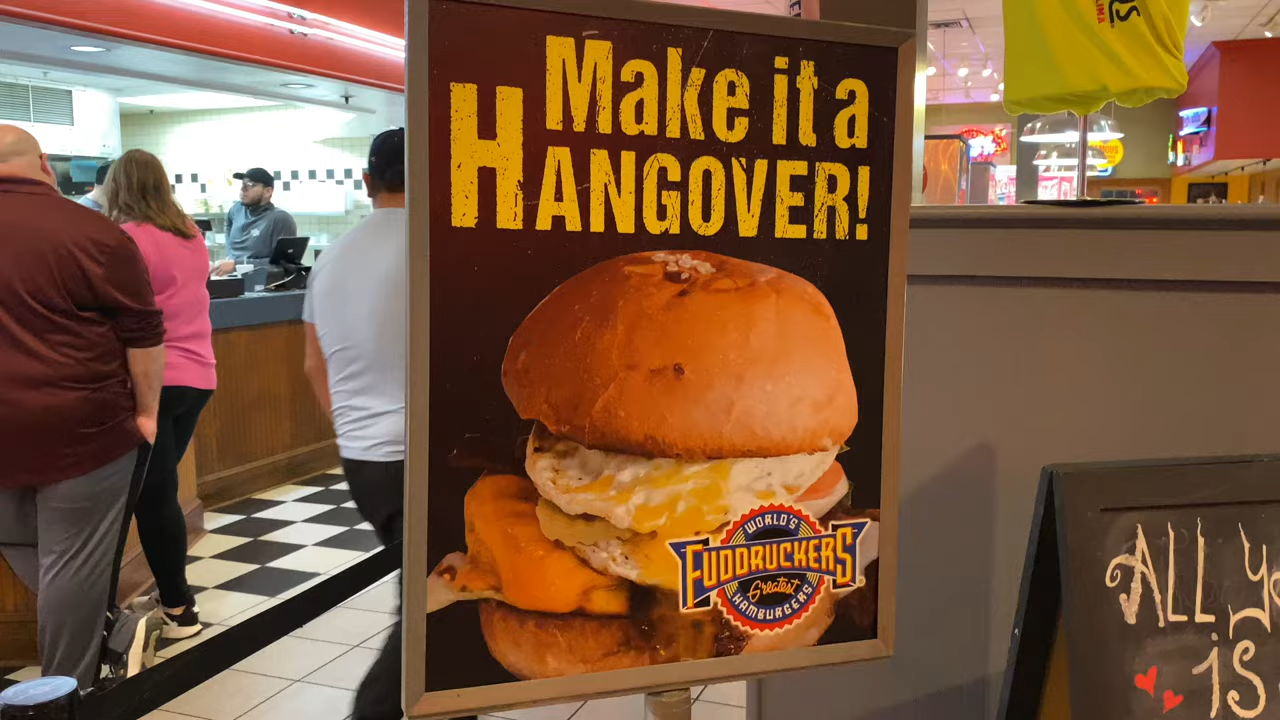 Make it a
HANGOVER!
WORLD'S
FUDDRUCKERS
Greatest
HAMBURGERS
ALL
is